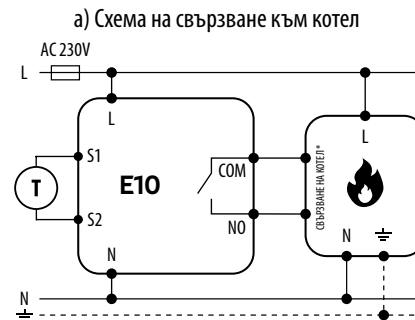 a) Схема на свързване към котел
AC 230V
L
L
L
S1
E10
COM
СВЪРЗВАНЕ НА КОТЕЛ*
T
S2
NO
N
N
N